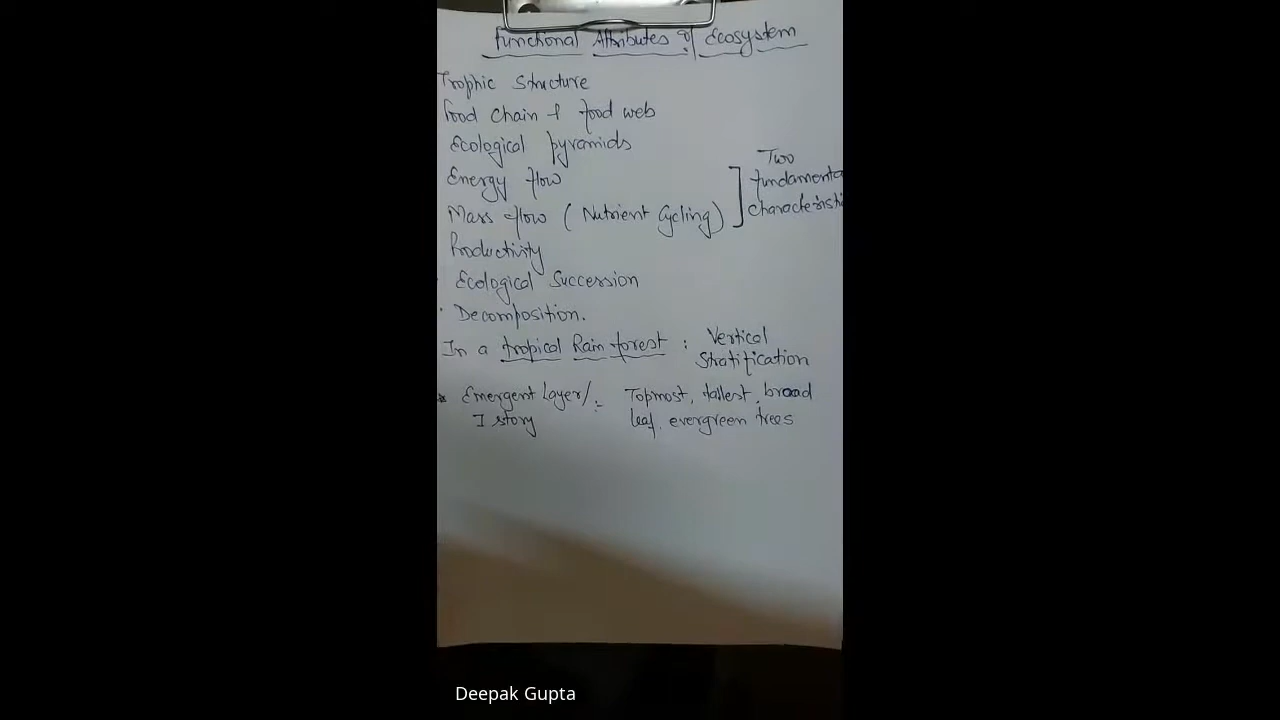 Functional Attributes of Ecosystem
Trophic Structure
Food Chain & food web
Ecological pyramids
Energy flow
Mass flow (Nutrient Cycling)
Two
fundamenta
characteristi
Productivity
Ecological Succession
Decomposition.
In a tropical Rain forest : Vertical
Stratification
Emergent Layer/ :- Topmost, tallest, broad
I story leaf, evergreen trees
Deepak Gupta